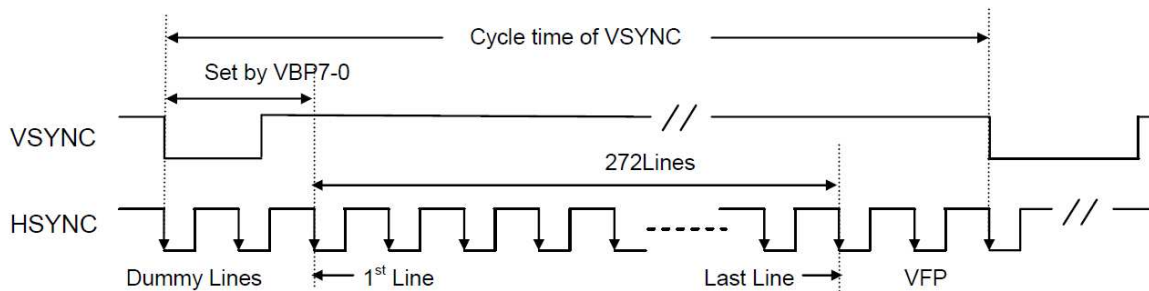 Cycle time of VSYNC
Set by VBP7-0
VSYNC
272Lines
HSYNC
Dummy Lines
1st Line
Last Line
VFP